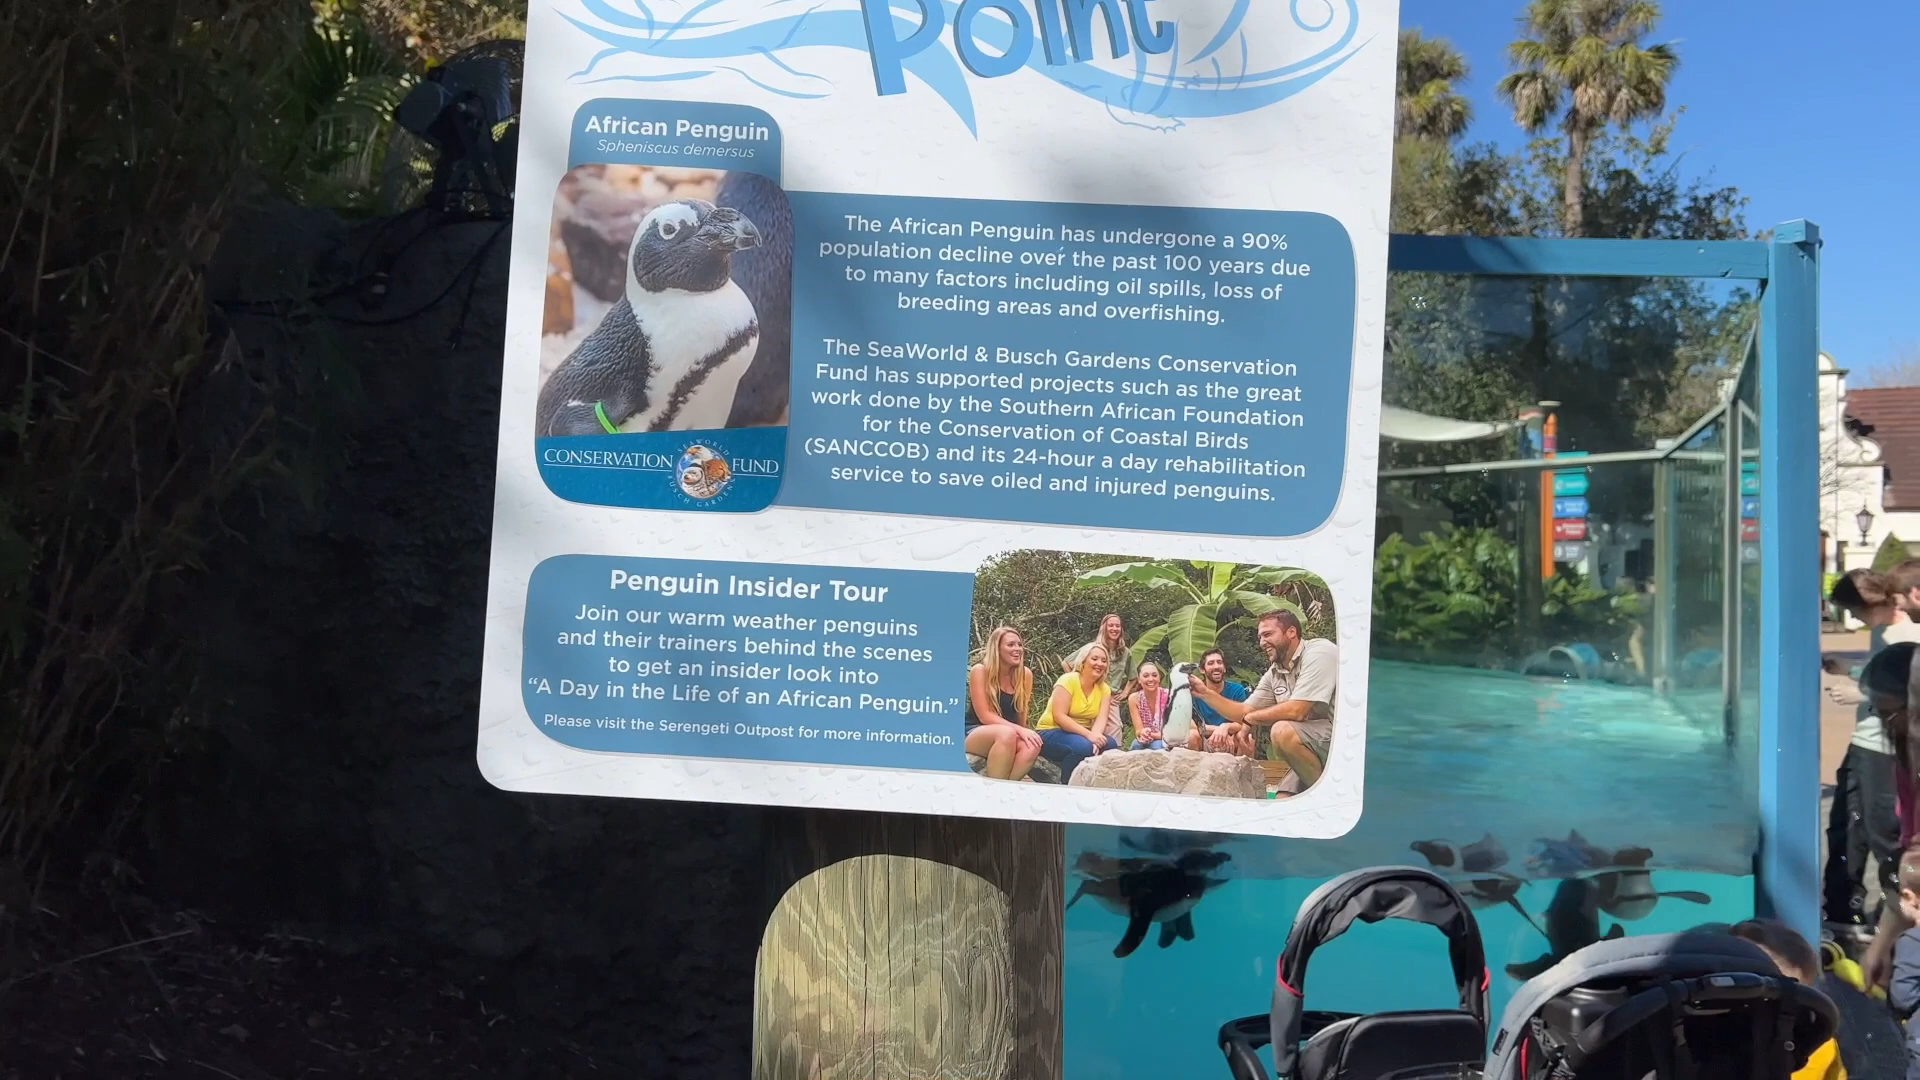 Point
African Penguin
Spheniscus demersus
The African Penguin has undergone a 90%
population decline over the past 100 years due
to many factors including oil spills, loss of
breeding areas and overfishing.
The SeaWorld & Busch Gardens Conservation
Fund has supported projects such as the great
work done by the Southern African Foundation
for the Conservation of Coastal Birds
(SANCCOB) and its 24-hour a day rehabilitation
service to save oiled and injured penguins.
SEAWORLD
CONSERVATION FUND
BUSCH GARDENS
Penguin Insider Tour
Join our warm weather penguins
and their trainers behind the scenes
to get an insider look into
“A Day in the Life of an African Penguin.”
Please visit the Serengeti Outpost for more information.